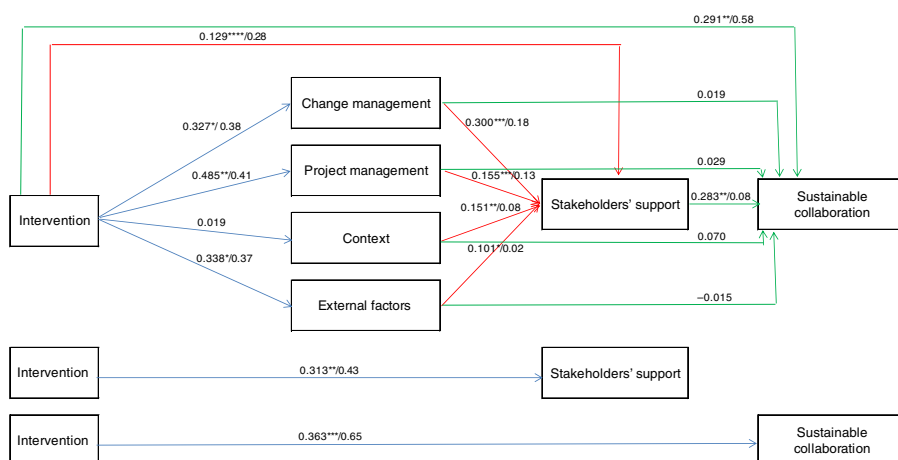 0.291**/0.58
0.129****/0.28
Change management
0.019
0.327*/ 0.38
0.300***/0.18
Project management
0.029
0.485**/0.41
0.155***/0.13
Intervention
0.019
Context
0.151**/0.08
Stakeholders' support
0.283**/0.08
Sustainable
collaboration
0.070
0.338*/0.37
0.101*/0.02
External factors
–0.015
Intervention
0.313**/0.43
Stakeholders' support
Intervention
0.363***/0.65
Sustainable
collaboration